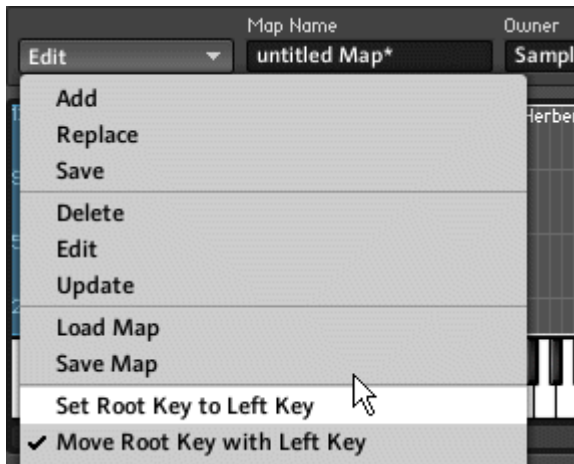 Map Name Owner
Edit untitled Map* Sampl
Add
Replace
Save
Delete
Edit
Update
Load Map
Save Map
Set Root Key to Left Key
✓ Move Root Key with Left Key